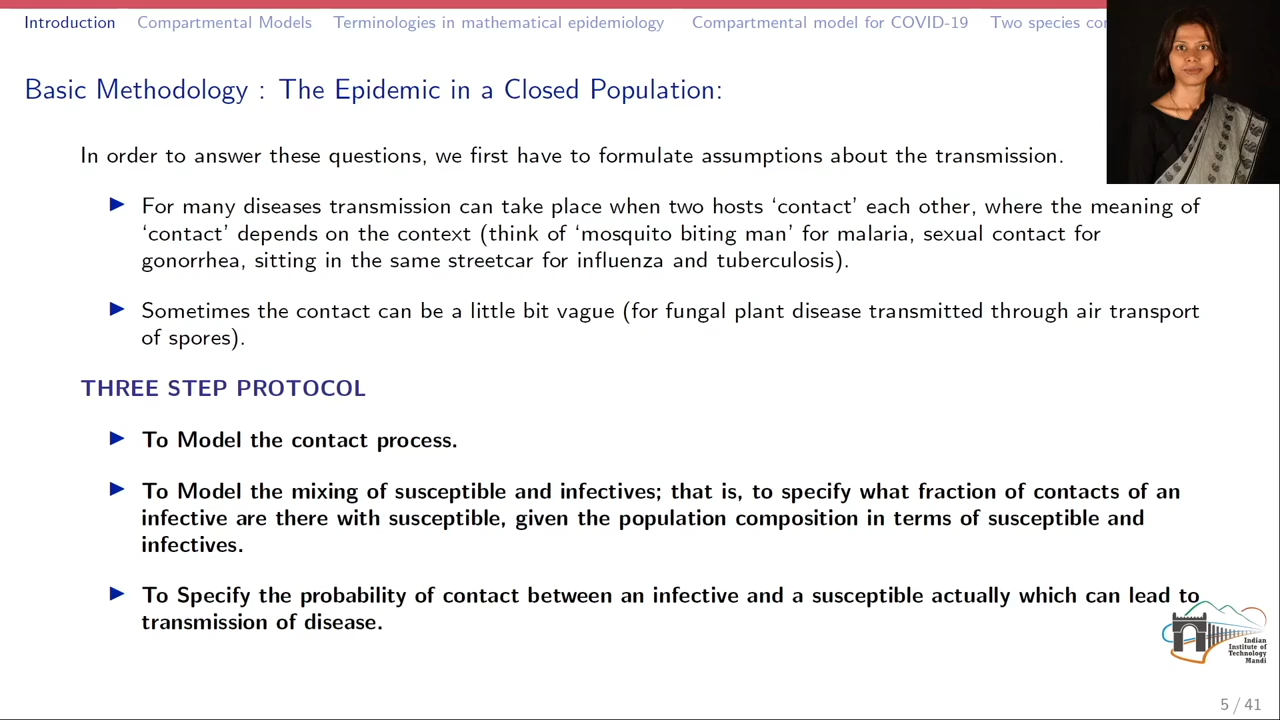 Introduction Compartmental Models Terminologies in mathematical epidemiology Compartmental model for COVID-19 Two species
Basic Methodology : The Epidemic in a Closed Population:
In order to answer these questions, we first have to formulate assumptions about the transmission.
► For many diseases transmission can take place when two hosts ‘contact’ each other, where the meaning of
‘contact’ depends on the context (think of ‘mosquito biting man’ for malaria, sexual contact for
gonorrhea, sitting in the same streetcar for influenza and tuberculosis).
► Sometimes the contact can be a little bit vague (for fungal plant disease transmitted through air transport
of spores).
THREE STEP PROTOCOL
► To Model the contact process.
► To Model the mixing of susceptible and infectives; that is, to specify what fraction of contacts of an
infective are there with susceptible, given the population composition in terms of susceptible and
infectives.
► To Specify the probability of contact between an infective and a susceptible actually which can lead to
transmission of disease.
Indian
Institute of
Technology
Mandi
5 / 41